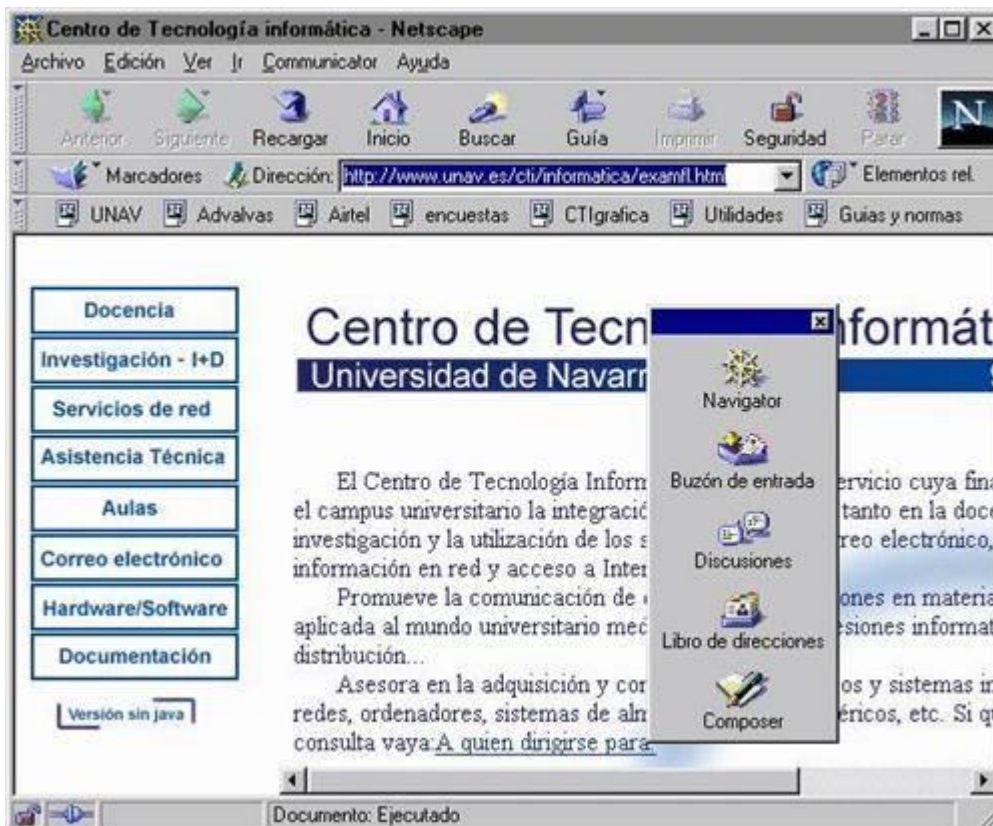 Centro de Tecnología informática - Netscape
Archivo Edición Ver Ir Communicator Ayuda
Anterior Siguiente Recargar Inicio Buscar Guía Imprimir Seguridad Parar N
Marcadores Dirección: http://www.unav.es/cti/informatica/examfl.html Elementos rel.
UNAV Advalvas Airtel encuestas CTIgrafica Utilidades Guias y normas
Docencia
Investigación - I+D
Servicios de red
Asistencia Técnica
Aulas
Correo electrónico
Hardware/Software
Documentación
Versión sin java
Centro de Tecn nformát
Universidad de Navarr
El Centro de Tecnología Inform ervicio cuya fina
el campus universitario la integració tanto en la doce
investigación y la utilización de los s reo electrónico,
información en red y acceso a Inter
Promueve la comunicación de ones en materia
aplicada al mundo universitario med esiones informat
distribución...
Asesora en la adquisición y con os y sistemas in
redes, ordenadores, sistemas de alm éricos, etc. Si qu
consulta vaya:A quien dirigirse para.
Navigator
Buzón de entrada
Discusiones
Libro de direcciones
Composer
Documento: Ejecutado